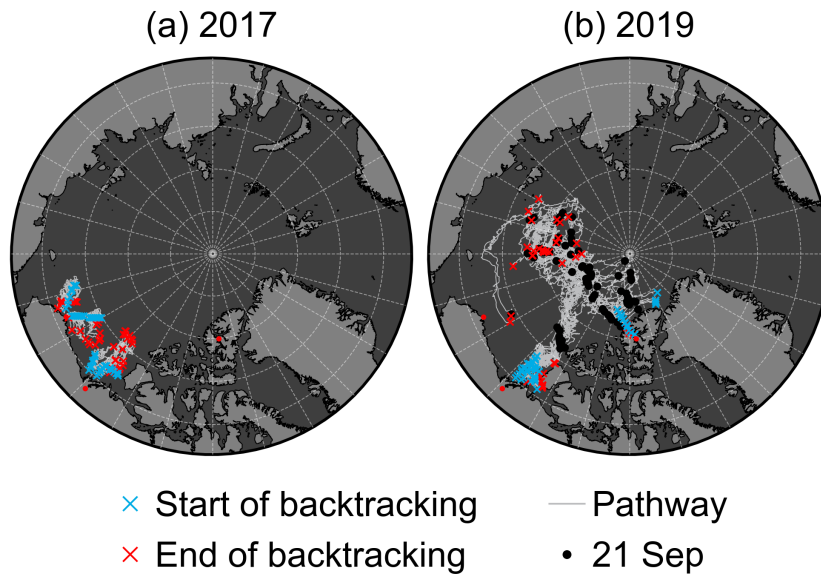 (a) 2017
(b) 2019
Start of backtracking
Pathway
End of backtracking
21 Sep